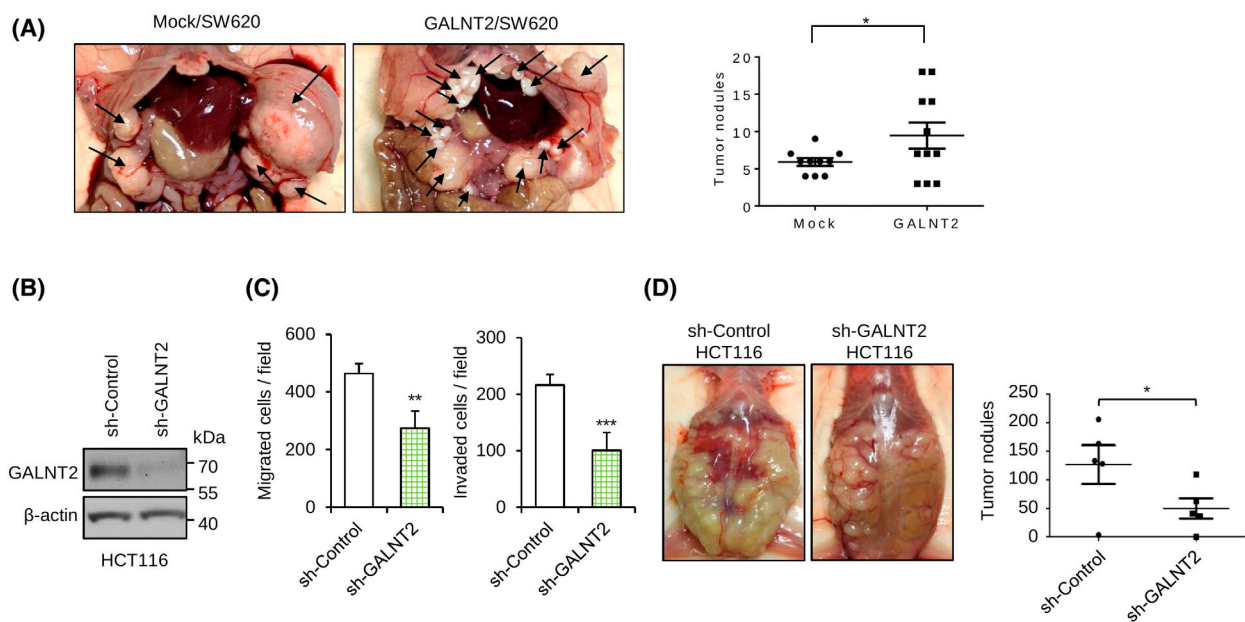 (A)
Mock/SW620
GALNT2/SW620
*
Tumor nodules
20
15
10
5
0
Mock
GALNT2
(B)
sh-Control
sh-GALNT2
kDa
GALNT2
70
55
β-actin
40
HCT116
(C)
Migrated cells / field
600
400
200
0
**
sh-Control
sh-GALNT2
Invaded cells / field
300
200
100
0
***
sh-Control
sh-GALNT2
(D)
sh-Control
HCT116
sh-GALNT2
HCT116
*
Tumor nodules
250
200
150
100
50
0
sh-Control
sh-GALNT2